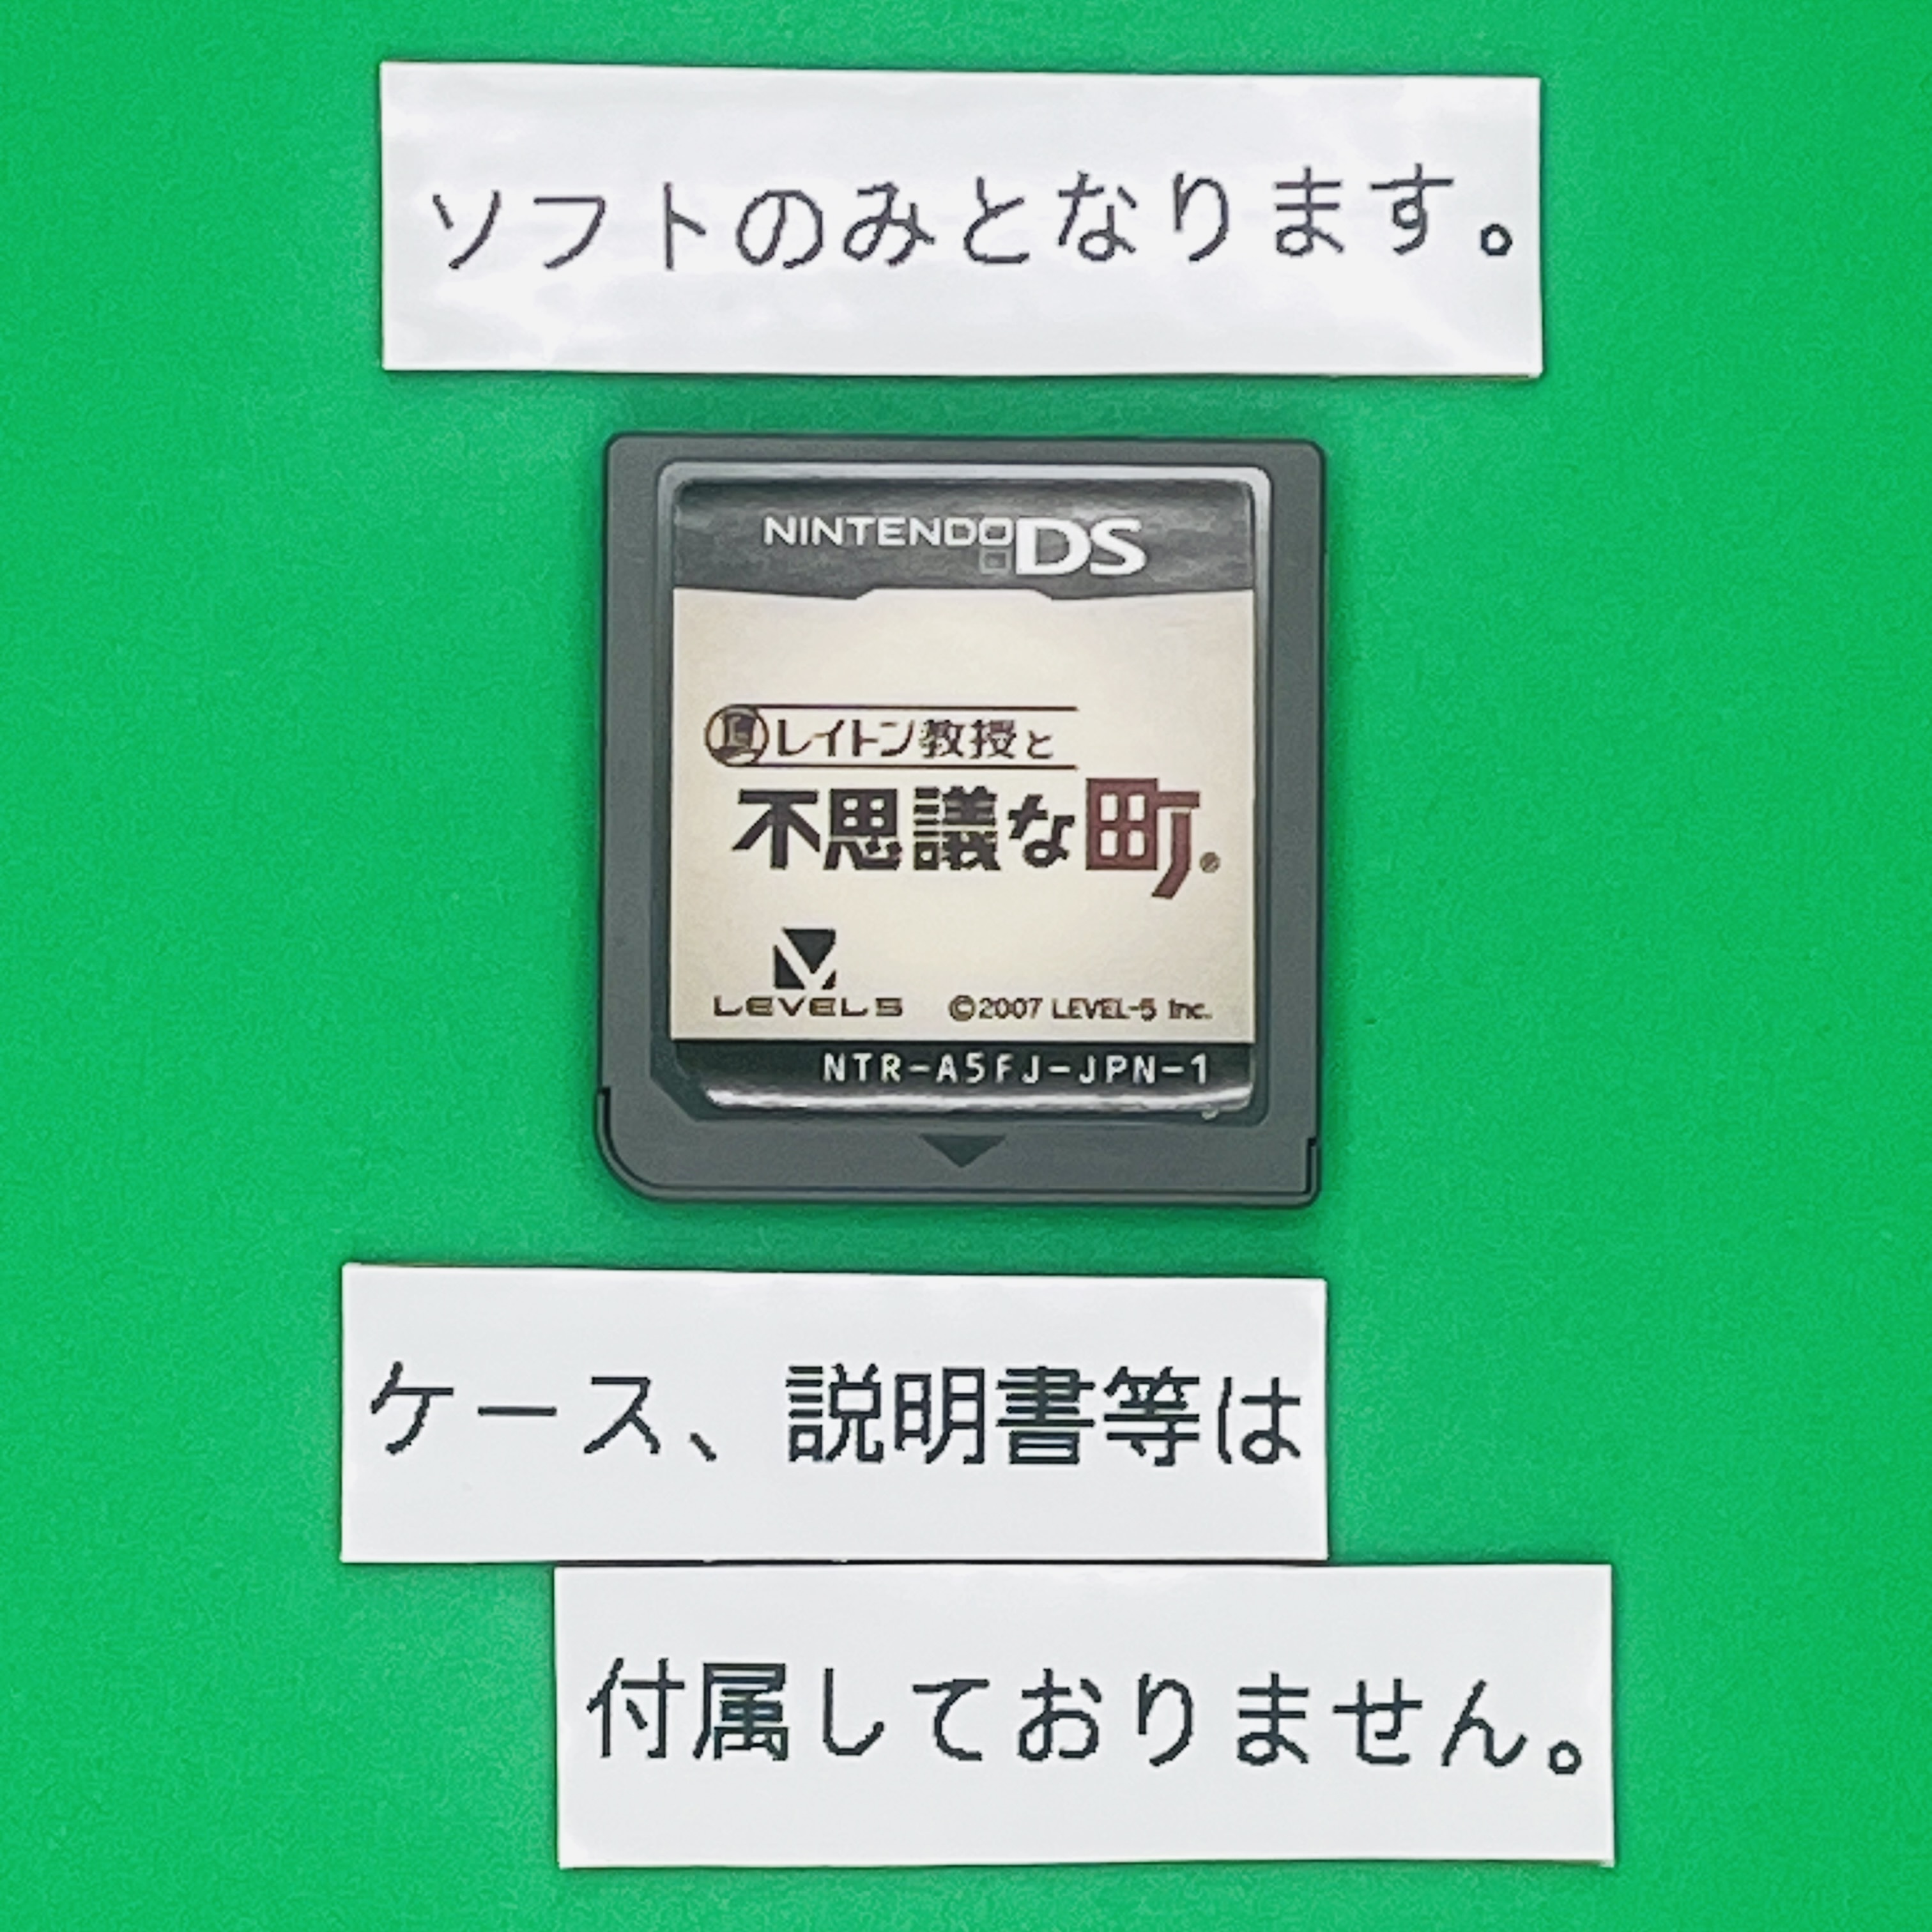 ソフトのみとなります。
NINTENDO DS
レイトン教授と
不思議な町®
LEVEL5 ©2007 LEVEL-5 Inc.
NTR-A5FJ-JPN-1
ケース、説明書等は
付属しておりません。